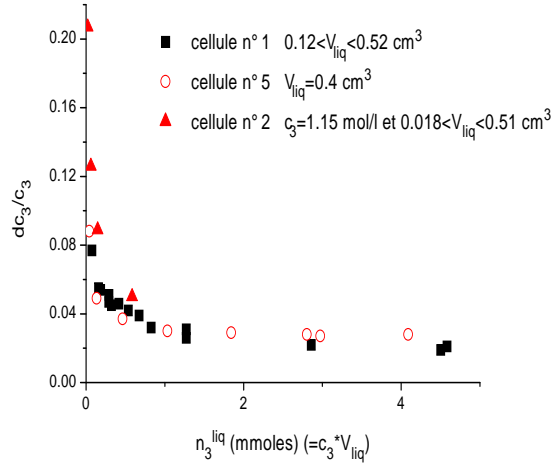 0.20
0.16
0.12
0.08
0.04
0.00
dc₃/c₃
cellule n° 1 0.12<V_liq<0.52 cm³
cellule n° 5 V_liq=0.4 cm³
cellule n° 2 c₃=1.15 mol/l et 0.018<V_liq<0.51 cm³
0 2 4
n₃^liq (mmoles) (=c₃*V_liq)